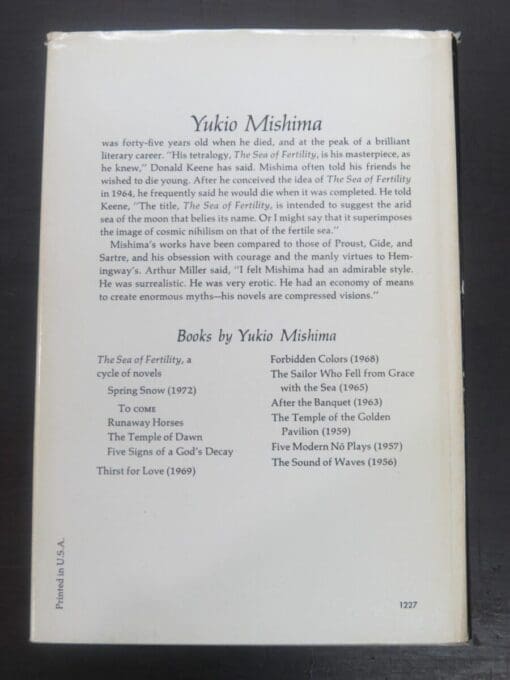 Yukio Mishima
was forty-five years old when he died, and at the peak of a brilliant
literary career. "His tetralogy, The Sea of Fertility, is his masterpiece, as
he knew," Donald Keene has said. Mishima often told his friends he
wished to die young. After he conceived the idea of The Sea of Fertility
in 1964, he frequently said he would die when it was completed. He told
Keene, "The title, The Sea of Fertility, is intended to suggest the arid
sea of the moon that belies its name. Or I might say that it superimposes
the image of cosmic nihilism on that of the fertile sea."
Mishima's works have been compared to those of Proust, Gide, and
Sartre, and his obsession with courage and the manly virtues to Hem-
ingway's. Arthur Miller said, "I felt Mishima had an admirable style.
He was surrealistic. He was very erotic. He had an economy of means
to create enormous myths—his novels are compressed visions."
Books by Yukio Mishima
The Sea of Fertility, a
cycle of novels
Spring Snow (1972)
To come
Runaway Horses
The Temple of Dawn
Five Signs of a God's Decay
Thirst for Love (1969)
Forbidden Colors (1968)
The Sailor Who Fell from Grace
with the Sea (1965)
After the Banquet (1963)
The Temple of the Golden
Pavilion (1959)
Five Modern Nō Plays (1957)
The Sound of Waves (1956)
Printed in U.S.A.
1227